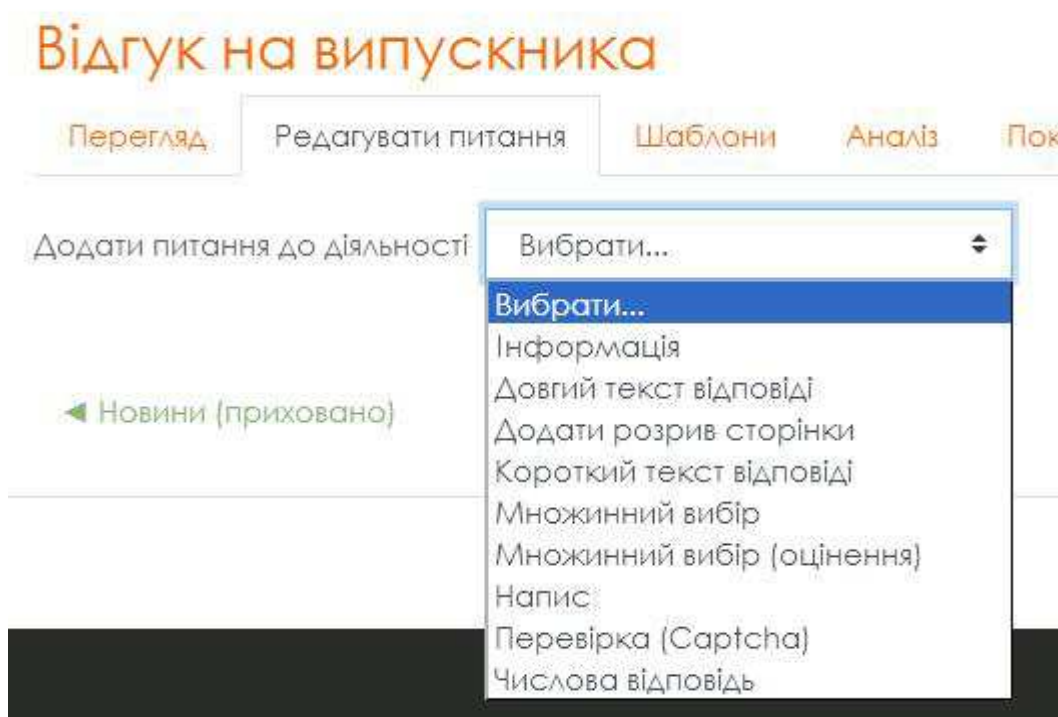 Відгук на випускника
Перегляд Редагувати питання Шаблони Аналіз Пок
Додати питання до діяльності Вибрати...
Вибрати...
Інформація
Довгий текст відповіді
◄ Новини (приховано)
Додати розрив сторінки
Короткий текст відповіді
Множинний вибір
Множинний вибір (оцінення)
Напис
Перевірка (Captcha)
Числова відповідь